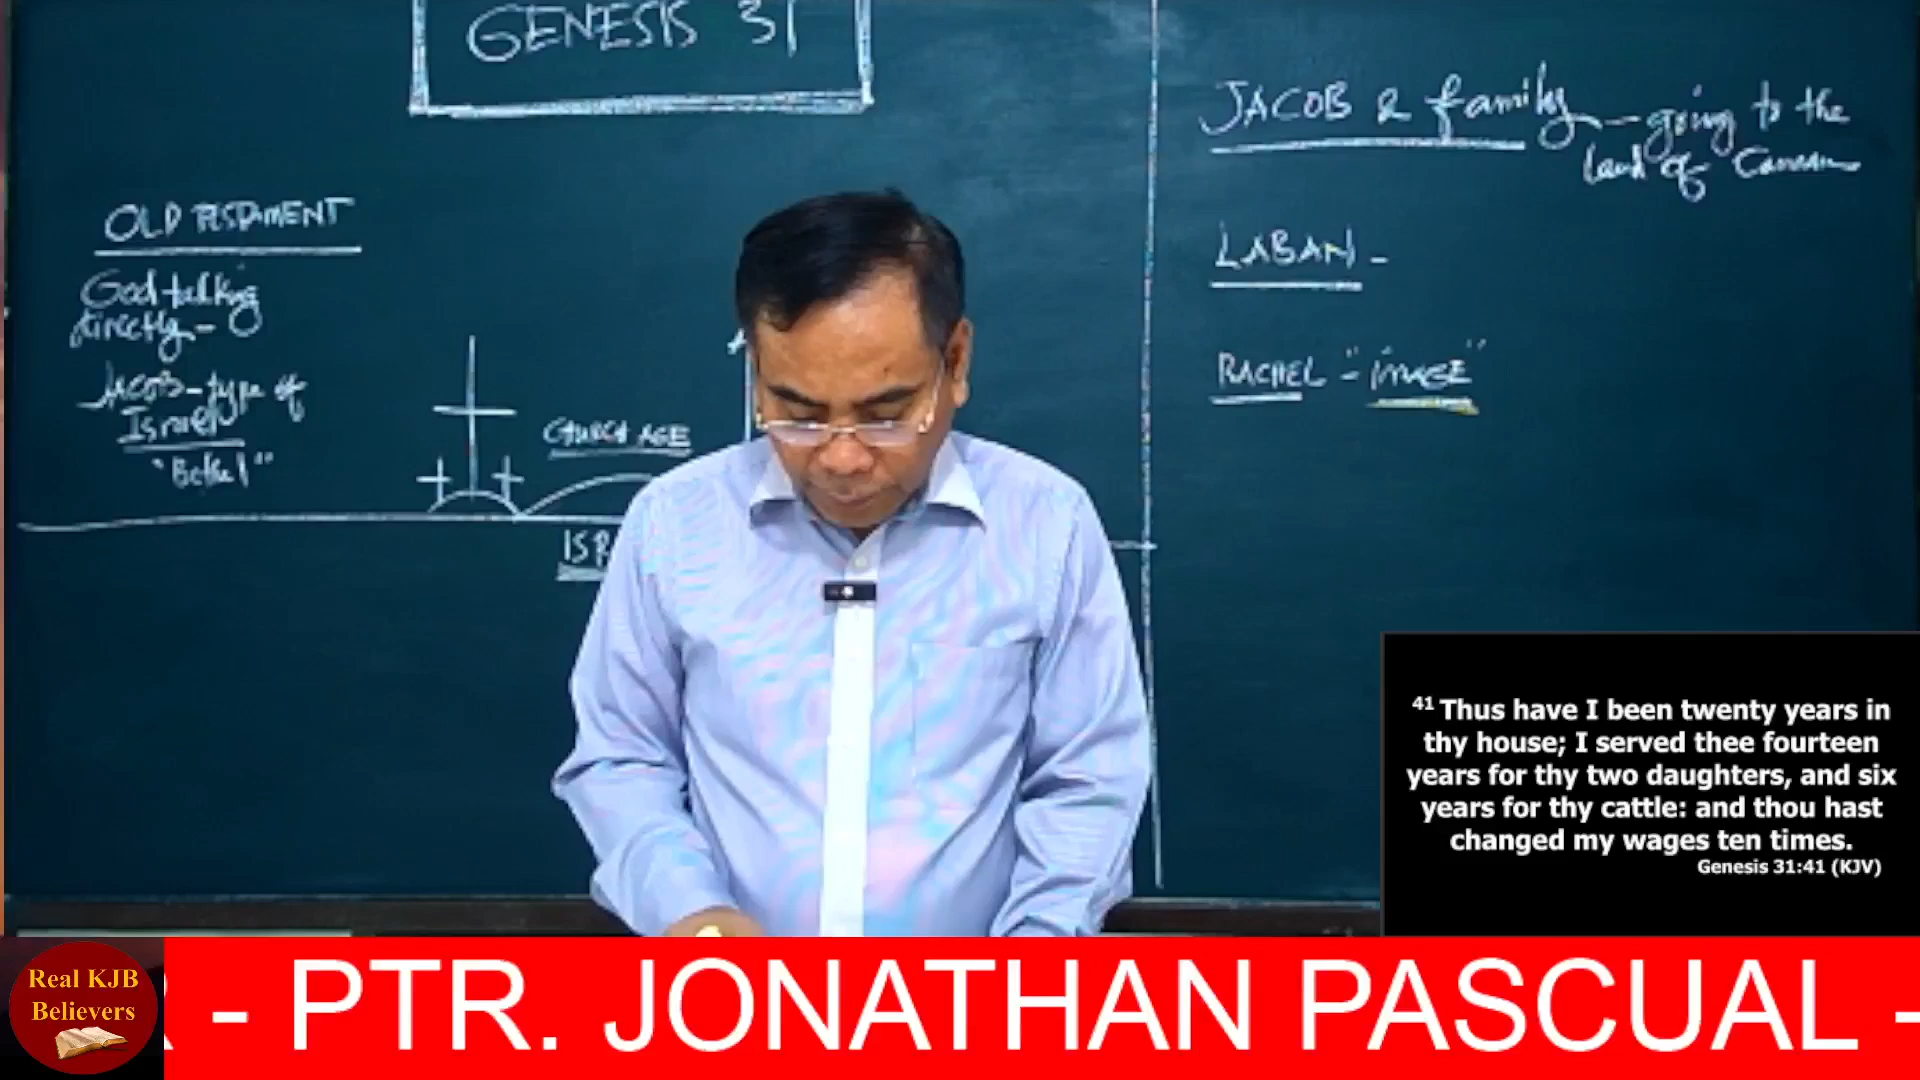 GENESIS 31
OLD TESTAMENT
God talking
directly -
Jacob - type of
Israel
"Bethel"
CHURCH AGE
ISR
JACOB & family - going to the
land of Canaan
LABAN -
RACHEL - "IMAGE"
41 Thus have I been twenty years in
thy house; I served thee fourteen
years for thy two daughters, and six
years for thy cattle: and thou hast
changed my wages ten times.
Genesis 31:41 (KJV)
Real KJB
Believers
R - PTR. JONATHAN PASCUAL -